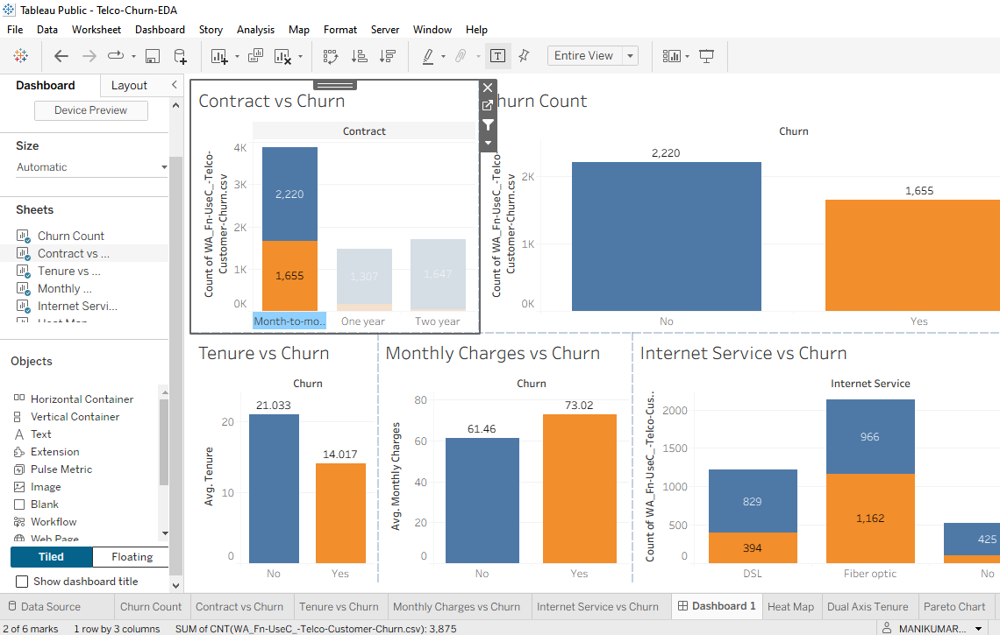 Tableau Public - Telco-Churn-EDA
File Data Worksheet Dashboard Story Analysis Map Format Server Window Help
Entire View
Dashboard Layout
Device Preview
Size
Automatic
Sheets
Churn Count
Contract vs ...
Tenure vs ...
Monthly ...
Internet Servi...
Heat Map
Objects
Horizontal Container
Vertical Container
Text
Extension
Pulse Metric
Image
Blank
Workflow
Web Page
Tiled Floating
Show dashboard title
Contract vs Churn
Contract
Count of WA_Fn-UseC_-Telco-
Customer-Churn.csv
4K
3K
2K
1K
0K
2,220
1,655
1,307
1,647
Month-to-mo.. One year Two year
hurn Count
Churn
Count of WA_Fn-UseC_-Telco-
Customer-Churn.csv
2K
1K
0K
2,220
1,655
No Yes
Tenure vs Churn
Churn
Avg. Tenure
20
10
0
21.033
14.017
No Yes
Monthly Charges vs Churn
Churn
Avg. Monthly Charges
80
60
40
20
0
61.46
73.02
No Yes
Internet Service vs Churn
Internet Service
Count of WA_Fn-UseC_-Telco-Cus..
2000
1500
1000
500
0
829
394
966
1,162
425
DSL Fiber optic No
Data Source Churn Count Contract vs Churn Tenure vs Churn Monthly Charges vs Churn Internet Service vs Churn Dashboard 1 Heat Map Dual Axis Tenure Pareto Chart
2 of 6 marks 1 row by 3 columns SUM of CNT(WA_Fn-UseC_-Telco-Customer-Churn.csv): 3,875 MANIKUMAR...